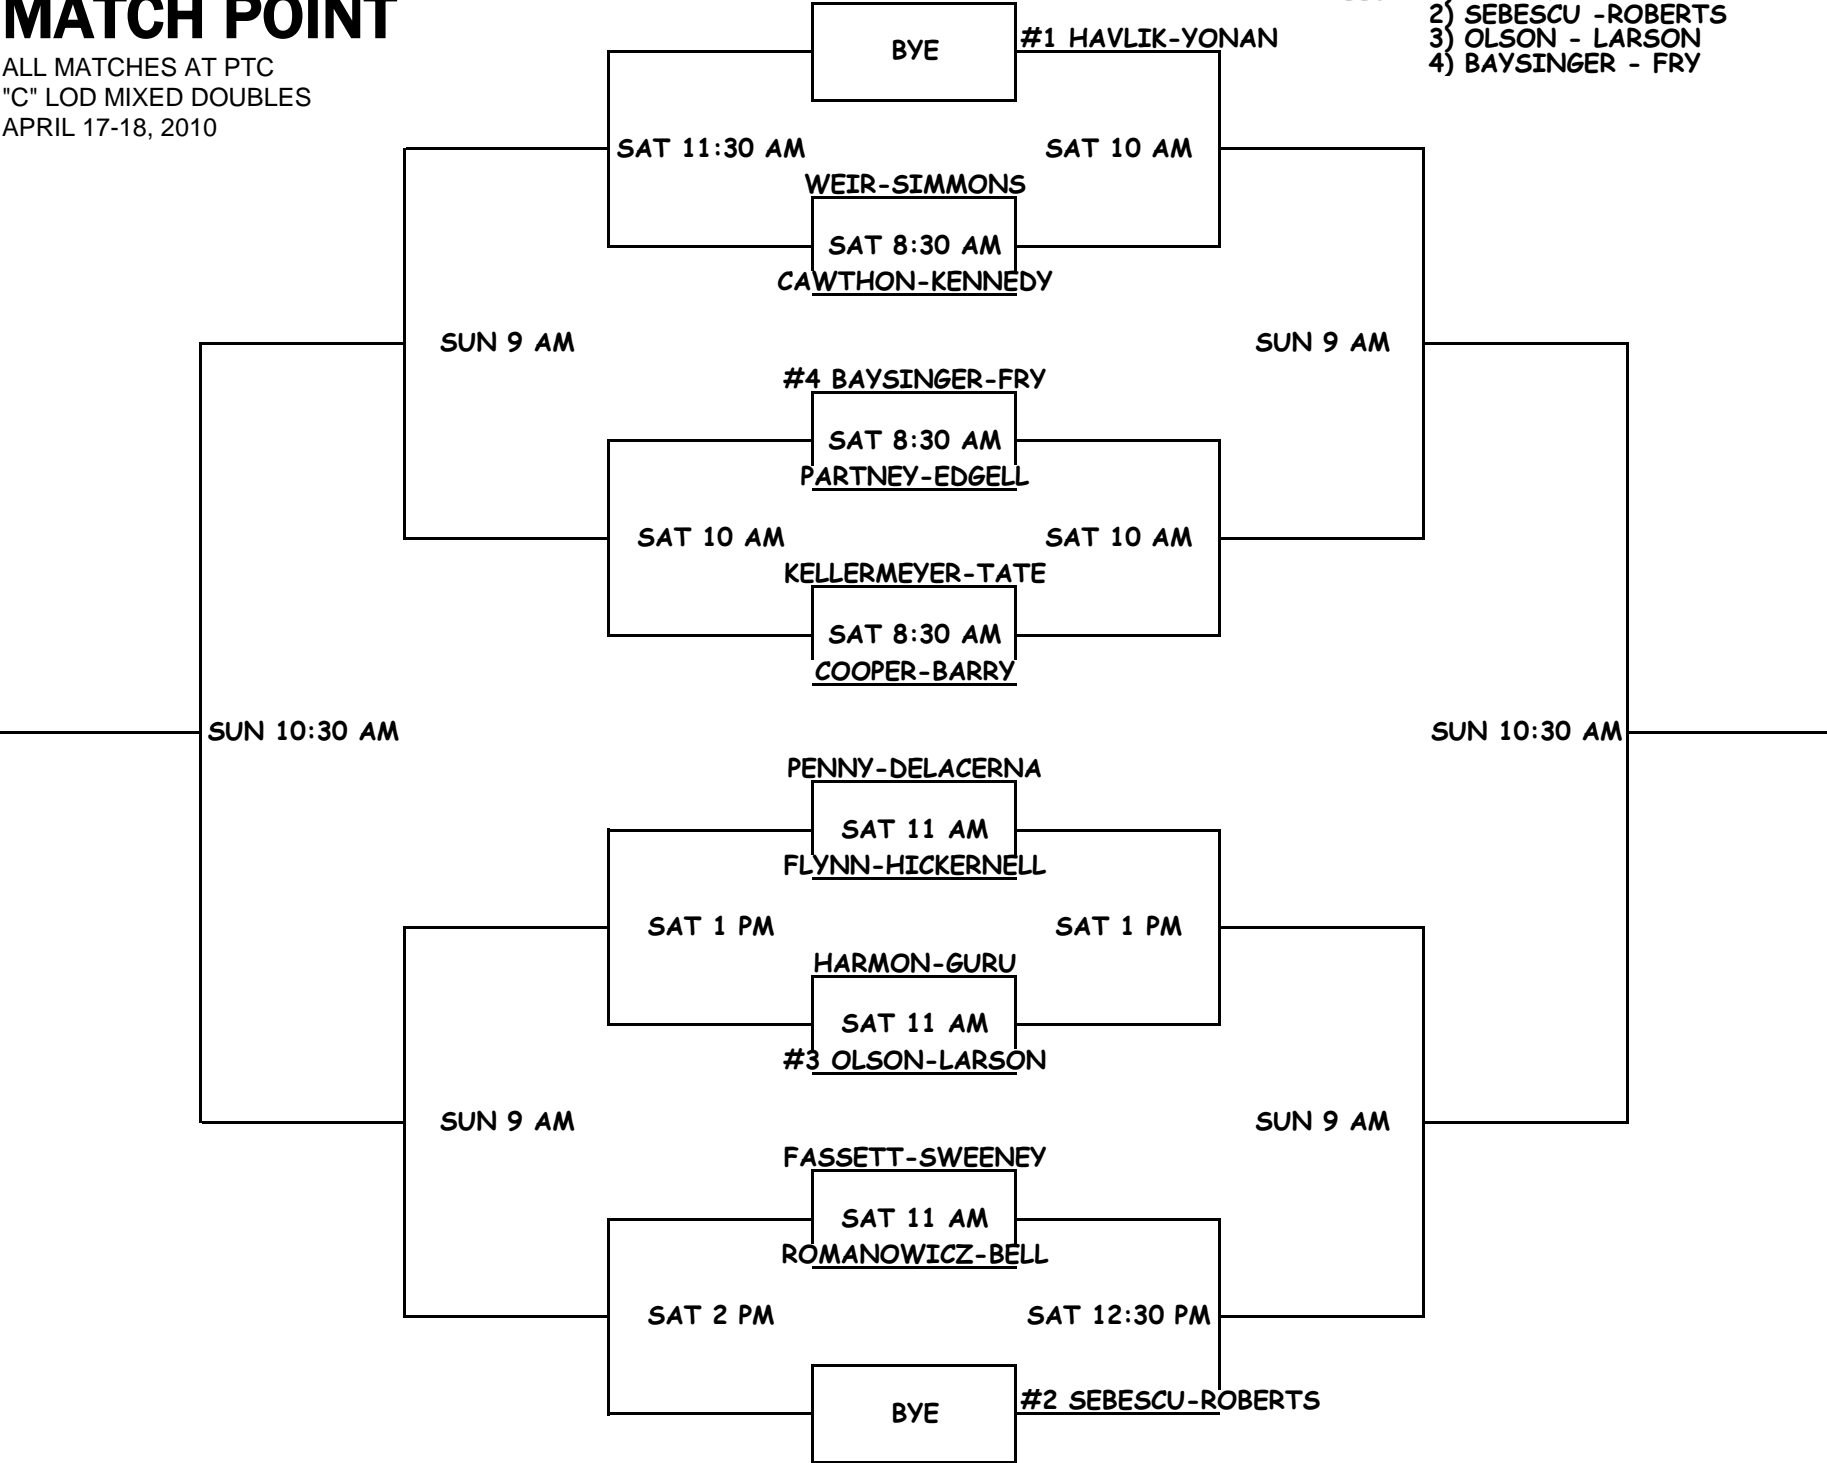 MATCH POINT
ALL MATCHES AT PTC
"C" LOD MIXED DOUBLES
APRIL 17-18, 2010
2) SEBESCU -ROBERTS
3) OLSON - LARSON
4) BAYSINGER - FRY
BYE
#1 HAVLIK-YONAN
SAT 11:30 AM
SAT 10 AM
WEIR-SIMMONS
SAT 8:30 AM
CAWTHON-KENNEDY
SUN 9 AM
SUN 9 AM
#4 BAYSINGER-FRY
SAT 8:30 AM
PARTNEY-EDGELL
SAT 10 AM
SAT 10 AM
KELLERMEYER-TATE
SAT 8:30 AM
COOPER-BARRY
SUN 10:30 AM
SUN 10:30 AM
PENNY-DELACERNA
SAT 11 AM
FLYNN-HICKERNELL
SAT 1 PM
SAT 1 PM
HARMON-GURU
SAT 11 AM
#3 OLSON-LARSON
SUN 9 AM
SUN 9 AM
FASSETT-SWEENEY
SAT 11 AM
ROMANOWICZ-BELL
SAT 2 PM
SAT 12:30 PM
BYE
#2 SEBESCU-ROBERTS